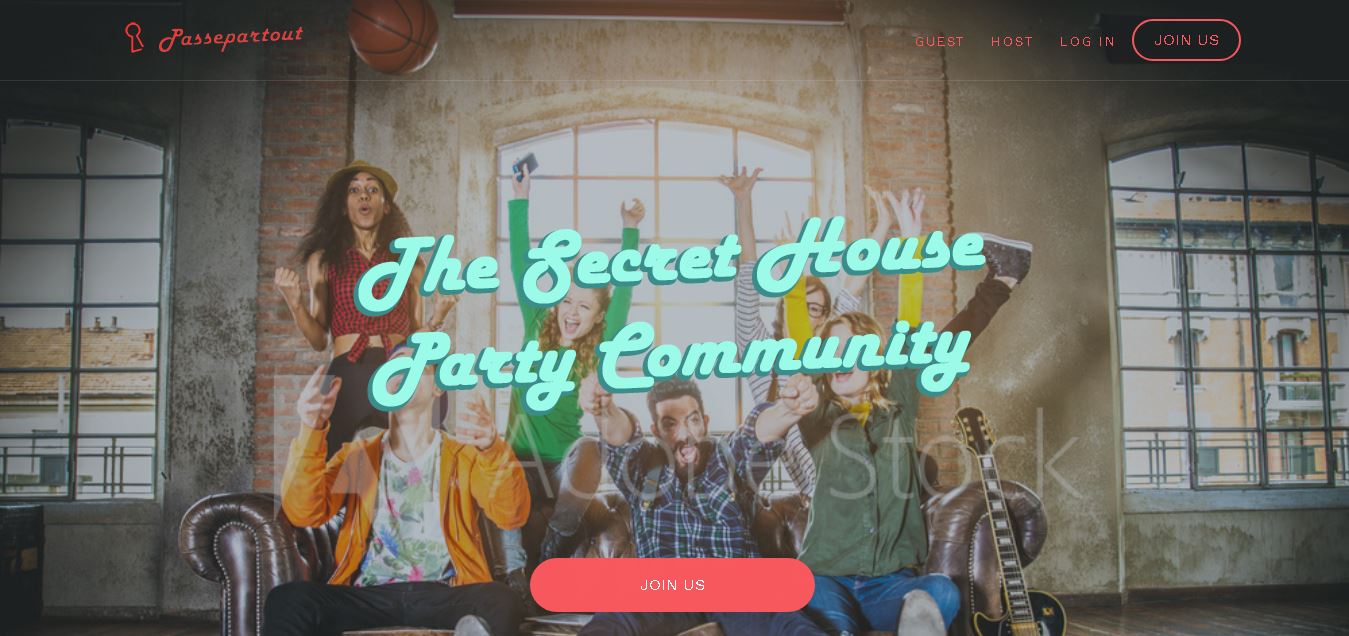 Passepartout
GUEST HOST LOG IN JOIN US
The Secret House
Party Community
Adobe Stock
JOIN US